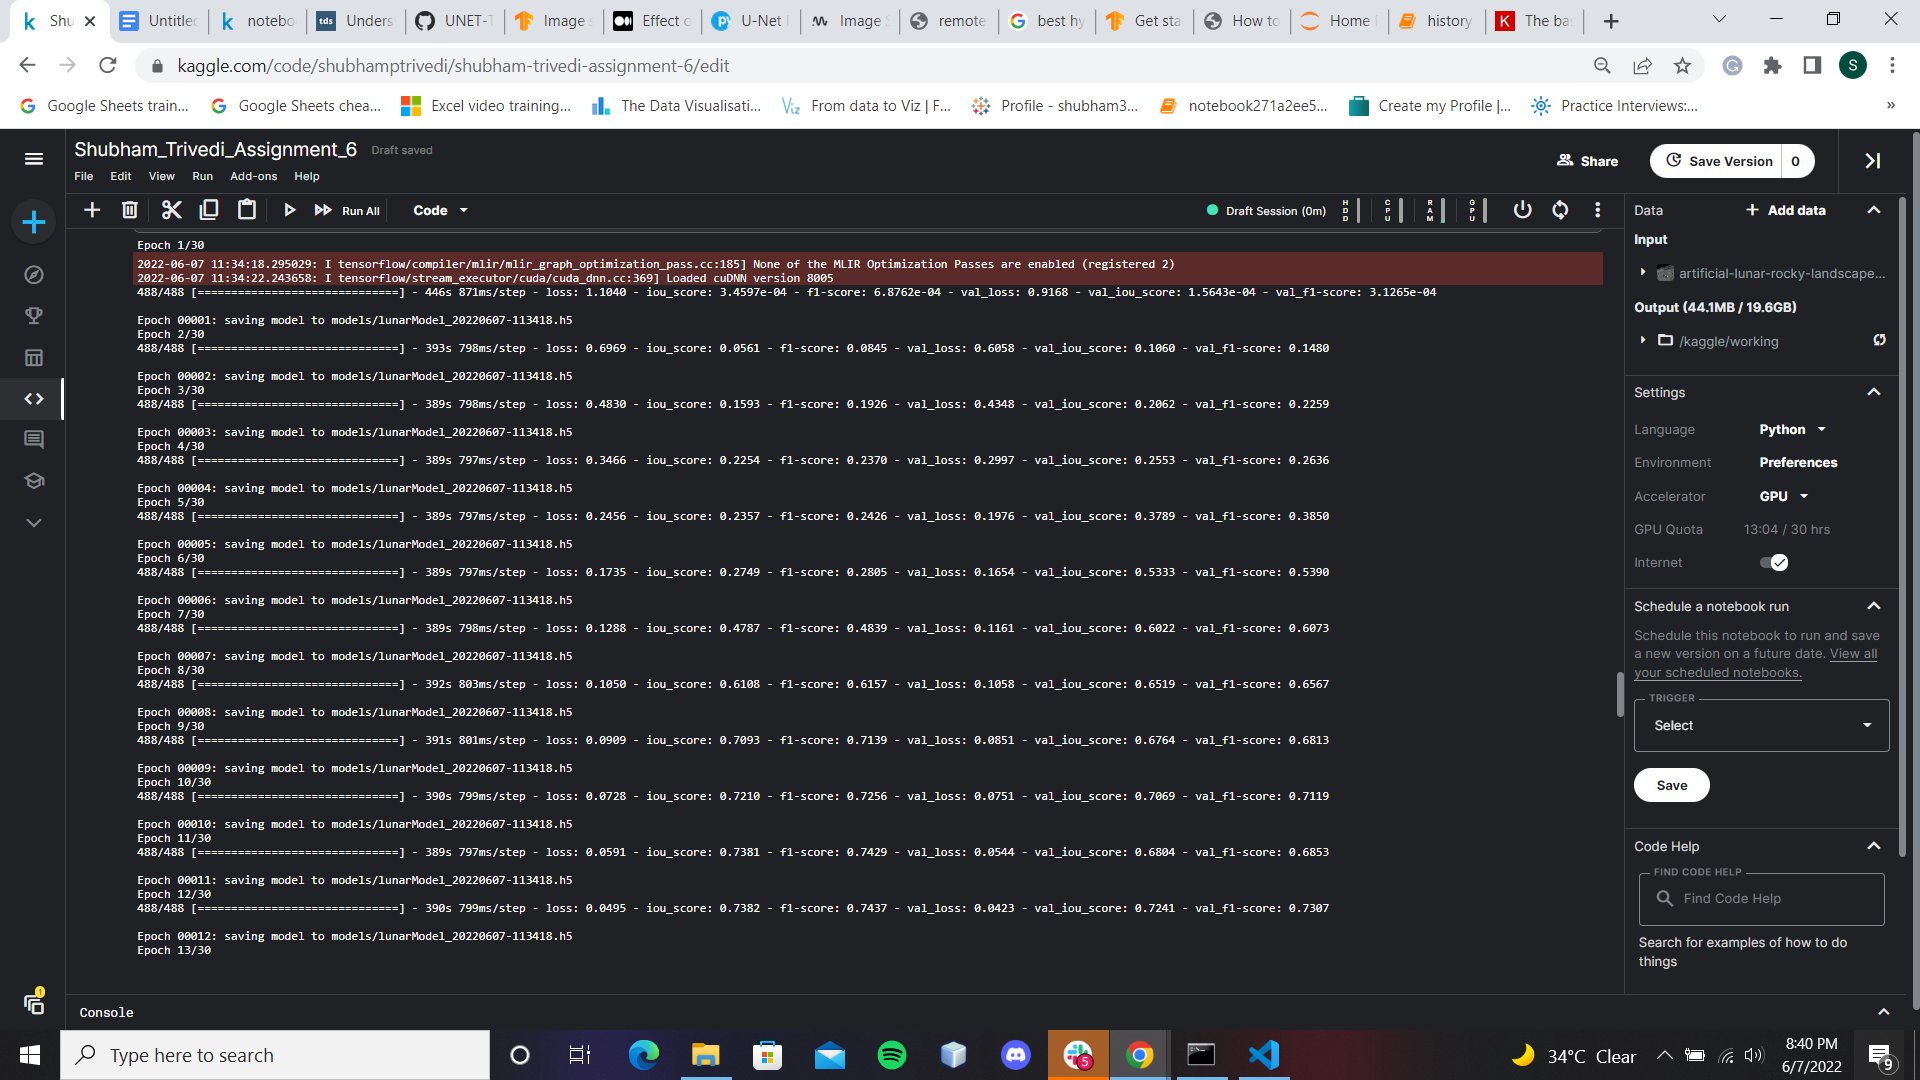 Shu
Untitled
noteboo
Unders
UNET-T
Image s
Effect o
U-Net
Image S
remote
best hy
Get sta
How to
Home
history
The ba
kaggle.com/code/shubhamptrivedi/shubham-trivedi-assignment-6/edit
S
Google Sheets train...
Google Sheets chea...
Excel video training...
The Data Visualisati...
From data to Viz | F...
Profile - shubham3...
notebook271a2ee5...
Create my Profile |...
Practice Interviews:...
»
Shubham_Trivedi_Assignment_6 Draft saved
File Edit View Run Add-ons Help
Share
Save Version 0
Run All
Code
Draft Session (0m)
HDD
CPU
RAM
GPU
Epoch 1/30
2022-06-07 11:34:18.295029: I tensorflow/compiler/mlir/mlir_graph_optimization_pass.cc:185] None of the MLIR Optimization Passes are enabled (registered 2)
2022-06-07 11:34:22.243658: I tensorflow/stream_executor/cuda/cuda_dnn.cc:369] Loaded cuDNN version 8005
488/488 [==============================] - 446s 871ms/step - loss: 1.1040 - iou_score: 3.4597e-04 - f1-score: 6.8762e-04 - val_loss: 0.9168 - val_iou_score: 1.5643e-04 - val_f1-score: 3.1265e-04
Epoch 00001: saving model to models/lunarModel_20220607-113418.h5
Epoch 2/30
488/488 [==============================] - 393s 798ms/step - loss: 0.6969 - iou_score: 0.0561 - f1-score: 0.0845 - val_loss: 0.6058 - val_iou_score: 0.1060 - val_f1-score: 0.1480
Epoch 00002: saving model to models/lunarModel_20220607-113418.h5
Epoch 3/30
488/488 [==============================] - 389s 798ms/step - loss: 0.4830 - iou_score: 0.1593 - f1-score: 0.1926 - val_loss: 0.4348 - val_iou_score: 0.2062 - val_f1-score: 0.2259
Epoch 00003: saving model to models/lunarModel_20220607-113418.h5
Epoch 4/30
488/488 [==============================] - 389s 797ms/step - loss: 0.3466 - iou_score: 0.2254 - f1-score: 0.2370 - val_loss: 0.2997 - val_iou_score: 0.2553 - val_f1-score: 0.2636
Epoch 00004: saving model to models/lunarModel_20220607-113418.h5
Epoch 5/30
488/488 [==============================] - 389s 797ms/step - loss: 0.2456 - iou_score: 0.2357 - f1-score: 0.2426 - val_loss: 0.1976 - val_iou_score: 0.3789 - val_f1-score: 0.3850
Epoch 00005: saving model to models/lunarModel_20220607-113418.h5
Epoch 6/30
488/488 [==============================] - 389s 797ms/step - loss: 0.1735 - iou_score: 0.2749 - f1-score: 0.2805 - val_loss: 0.1654 - val_iou_score: 0.5333 - val_f1-score: 0.5390
Epoch 00006: saving model to models/lunarModel_20220607-113418.h5
Epoch 7/30
488/488 [==============================] - 389s 798ms/step - loss: 0.1288 - iou_score: 0.4787 - f1-score: 0.4839 - val_loss: 0.1161 - val_iou_score: 0.6022 - val_f1-score: 0.6073
Epoch 00007: saving model to models/lunarModel_20220607-113418.h5
Epoch 8/30
488/488 [==============================] - 392s 803ms/step - loss: 0.1050 - iou_score: 0.6108 - f1-score: 0.6157 - val_loss: 0.1058 - val_iou_score: 0.6519 - val_f1-score: 0.6567
Epoch 00008: saving model to models/lunarModel_20220607-113418.h5
Epoch 9/30
488/488 [==============================] - 391s 801ms/step - loss: 0.0909 - iou_score: 0.7093 - f1-score: 0.7139 - val_loss: 0.0851 - val_iou_score: 0.6764 - val_f1-score: 0.6813
Epoch 00009: saving model to models/lunarModel_20220607-113418.h5
Epoch 10/30
488/488 [==============================] - 390s 799ms/step - loss: 0.0728 - iou_score: 0.7210 - f1-score: 0.7256 - val_loss: 0.0751 - val_iou_score: 0.7069 - val_f1-score: 0.7119
Epoch 00010: saving model to models/lunarModel_20220607-113418.h5
Epoch 11/30
488/488 [==============================] - 389s 797ms/step - loss: 0.0591 - iou_score: 0.7381 - f1-score: 0.7429 - val_loss: 0.0544 - val_iou_score: 0.6804 - val_f1-score: 0.6853
Epoch 00011: saving model to models/lunarModel_20220607-113418.h5
Epoch 12/30
488/488 [==============================] - 390s 799ms/step - loss: 0.0495 - iou_score: 0.7382 - f1-score: 0.7437 - val_loss: 0.0423 - val_iou_score: 0.7241 - val_f1-score: 0.7307
Epoch 00012: saving model to models/lunarModel_20220607-113418.h5
Epoch 13/30
Data
Add data
Input
artificial-lunar-rocky-landscape...
Output (44.1MB / 19.6GB)
/kaggle/working
Settings
Language Python
Environment Preferences
Accelerator GPU
GPU Quota 13:04 / 30 hrs
Internet
Schedule a notebook run
Schedule this notebook to run and save
a new version on a future date. View all
your scheduled notebooks.
TRIGGER
Select
Save
Code Help
FIND CODE HELP
Find Code Help
Search for examples of how to do
things
1
Console
Type here to search
5
34°C Clear
8:40 PM
6/7/2022
9